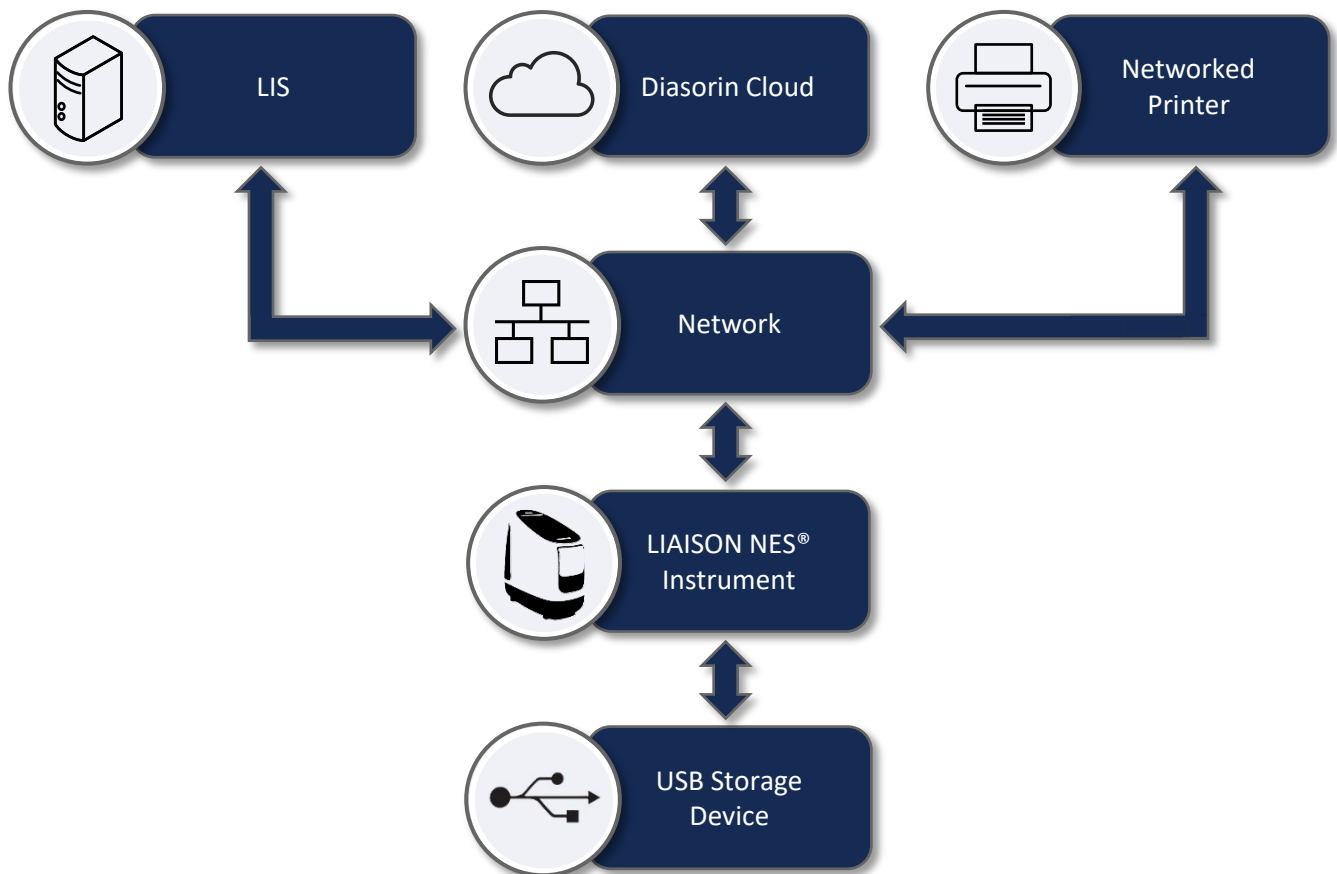 LIS
Diasorin Cloud
Networked
Printer
Network
LIAISON NES®
Instrument
USB Storage
Device